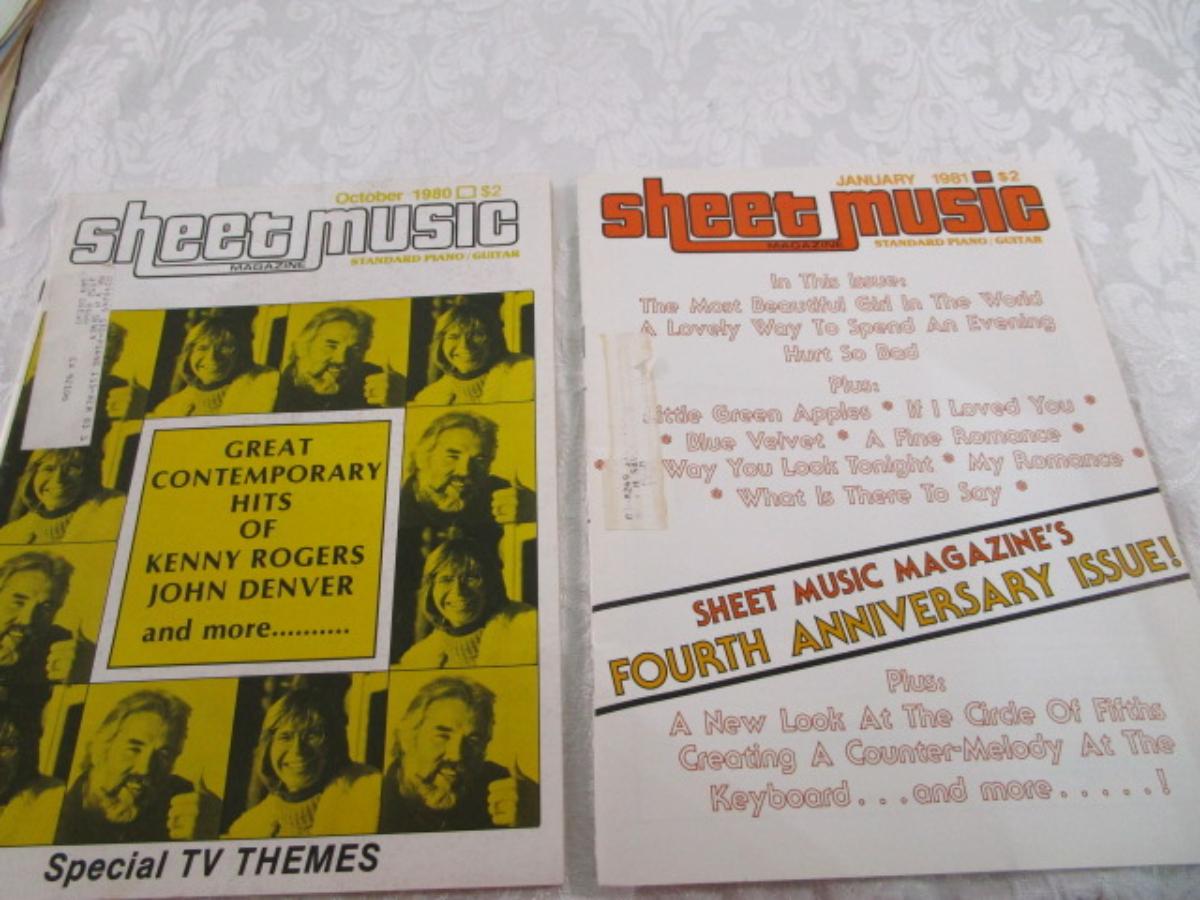 October 1980 $2
sheet music
MAGAZINE
STANDARD PIANO / GUITAR
GREAT
CONTEMPORARY
HITS
OF
KENNY ROGERS
JOHN DENVER
and more..........
Special TV THEMES
JANUARY 1981 $2
sheet music
MAGAZINE
STANDARD PIANO / GUITAR
In This Issue:
The Most Beautiful Girl In The World
A Lovely Way To Spend An Evening
Hurt So Bad
Plus:
Little Green Apples * If I Loved You *
* Blue Velvet * A Fine Romance *
* Way You Look Tonight * My Romance *
* What Is There To Say *
SHEET MUSIC MAGAZINE'S
FOURTH ANNIVERSARY ISSUE!
Plus:
A New Look At The Circle Of Fifths
Creating A Counter-Melody At The
Keyboard...and more.....!